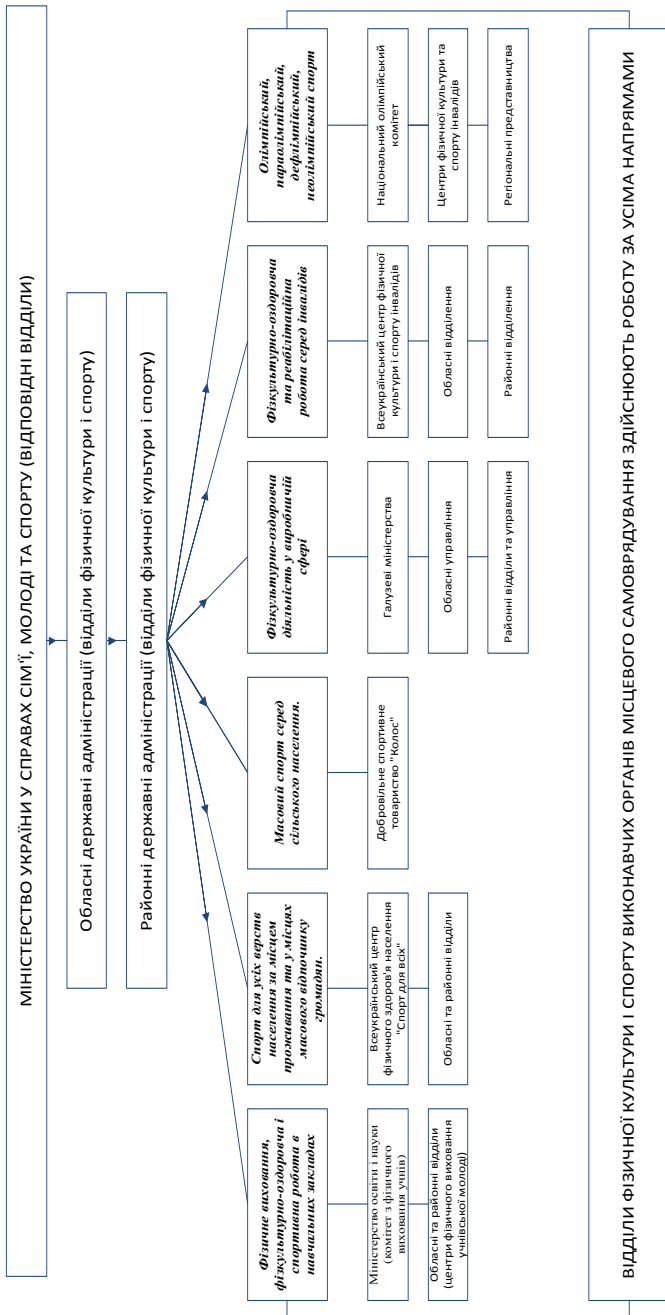 МІНІСТЕРСТВО УКРАЇНИ У СПРАВАХ СІМ'Ї, МОЛОДІ ТА СПОРТУ (ВІДПОВІДНІ ВІДДІЛИ)
Обласні державні адміністрації (відділи фізичної культури і спорту)
Районні державні адміністрації (відділи фізичної культури і спорту)
Фізичне виховання,
фізкультурно-оздоровча і
спортивна робота в
навчальних закладах
Міністерство освіти і науки
(комітет з фізичного
виховання учнів)
Обласні та районні відділи
(центри фізичного виховання
учнівської молоді)
Спорт для усіх верств
населення за місцем
проживання та у місцях
масового відпочинку
громадян.
Всеукраїнський центр
фізичного здоров'я населення
"Спорт для всіх"
Обласні та районні відділи
Масовий спорт серед
сільського населення.
Добровільне спортивне
товариство "Колос"
Фізкультурно-оздоровча
діяльність у виробничій
сфері
Галузеві міністерства
Обласні управління
Районні відділи та управління
Фізкультурно-оздоровча
та реабілітаційна
робота серед інвалідів
Всеукраїнський центр фізичної
культури і спорту інвалідів
Обласні відділення
Районні відділення
Олімпійський,
параолімпійський,
дефлімпійський,
неолімпійський спорт
Національний олімпійський
комітет
Центри фізичної культури та
спорту інвалідів
Регіональні представництва
ВІДДІЛИ ФІЗИЧНОЇ КУЛЬТУРИ І СПОРТУ ВИКОНАВЧИХ ОРГАНІВ МІСЦЕВОГО САМОВРЯДУВАННЯ ЗДІЙСНЮЮТЬ РОБОТУ ЗА УСІМА НАПРЯМАМИ